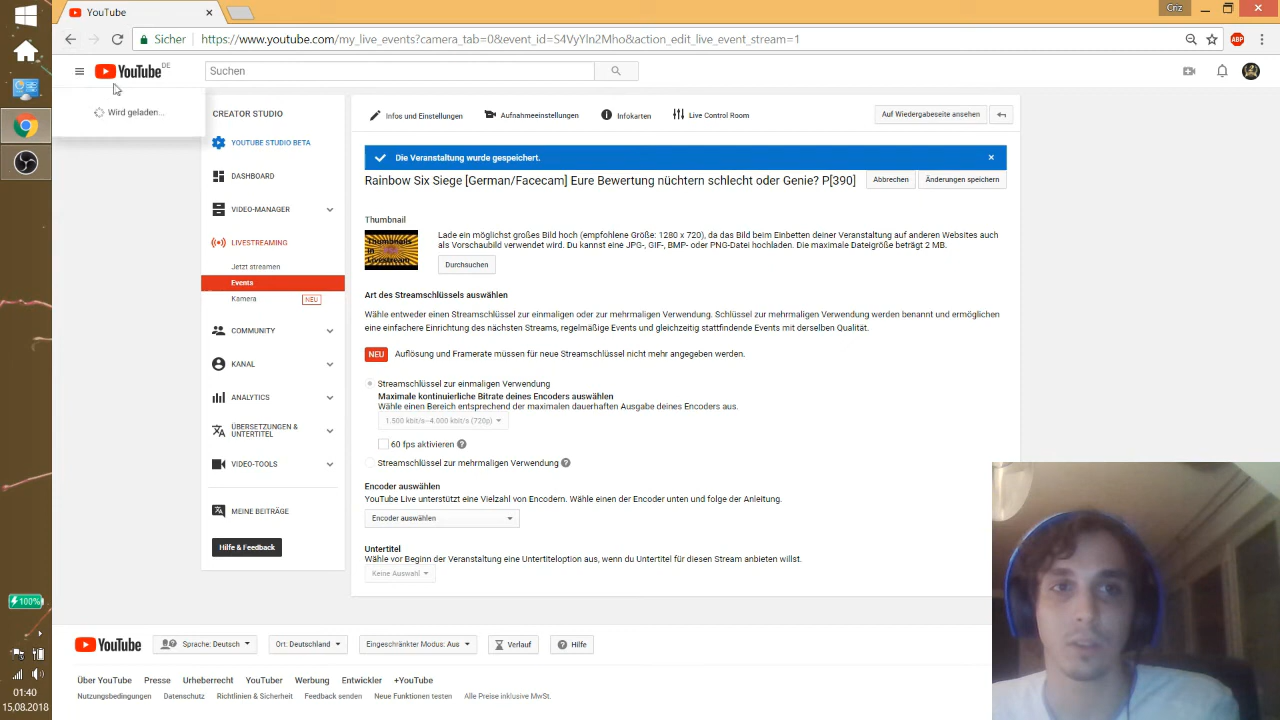 YouTube
Criz
Sicher
https://www.youtube.com/my_live_events?camera_tab=0&event_id=S4VyYln2Mho&action_edit_live_event_stream=1
ABP
YouTube DE
Suchen
Wird geladen...
CREATOR STUDIO
YOUTUBE STUDIO BETA
DASHBOARD
VIDEO-MANAGER
LIVESTREAMING
Jetzt streamen
Events
Kamera
NEU
COMMUNITY
KANAL
ANALYTICS
ÜBERSETZUNGEN &
UNTERTITEL
VIDEO-TOOLS
MEINE BEITRÄGE
Hilfe & Feedback
Infos und Einstellungen
Aufnahmeeinstellungen
Infokarten
Live Control Room
Auf Wiedergabeseite ansehen
Die Veranstaltung wurde gespeichert.
Rainbow Six Siege [German/Facecam] Eure Bewertung nüchtern schlecht oder Genie? P[390]
Abbrechen
Änderungen speichern
Thumbnail
Thumbnails
in
Livestream
Lade ein möglichst großes Bild hoch (empfohlene Größe: 1280 x 720), da das Bild beim Einbetten deiner Veranstaltung auf anderen Websites auch
als Vorschaubild verwendet wird. Du kannst eine JPG-, GIF-, BMP- oder PNG-Datei hochladen. Die maximale Dateigröße beträgt 2 MB.
Durchsuchen
Art des Streamschlüssels auswählen
Wähle entweder einen Streamschlüssel zur einmaligen oder zur mehrmaligen Verwendung. Schlüssel zur mehrmaligen Verwendung werden benannt und ermöglichen
eine einfachere Einrichtung des nächsten Streams, regelmäßige Events und gleichzeitig stattfindende Events mit derselben Qualität.
NEU
Auflösung und Framerate müssen für neue Streamschlüssel nicht mehr angegeben werden.
Streamschlüssel zur einmaligen Verwendung
Maximale kontinuierliche Bitrate deines Encoders auswählen
Wähle einen Bereich entsprechend der maximalen dauerhaften Ausgabe deines Encoders aus.
1.500 kbit/s–4.000 kbit/s (720p)
60 fps aktivieren
Streamschlüssel zur mehrmaligen Verwendung
Encoder auswählen
YouTube Live unterstützt eine Vielzahl von Encodern. Wähle einen der Encoder unten und folge der Anleitung.
Encoder auswählen
Untertitel
Wähle vor Beginn der Veranstaltung eine Untertiteloption aus, wenn du Untertitel für diesen Stream anbieten willst.
Keine Auswahl
YouTube
Sprache: Deutsch
Ort: Deutschland
Eingeschränkter Modus: Aus
Verlauf
Hilfe
Über YouTube Presse Urheberrecht YouTuber Werbung Entwickler +YouTube
Nutzungsbedingungen Datenschutz Richtlinien & Sicherheit Feedback senden Neue Funktionen testen Alle Preise inklusive MwSt.
100%
01:40
15.08.2018